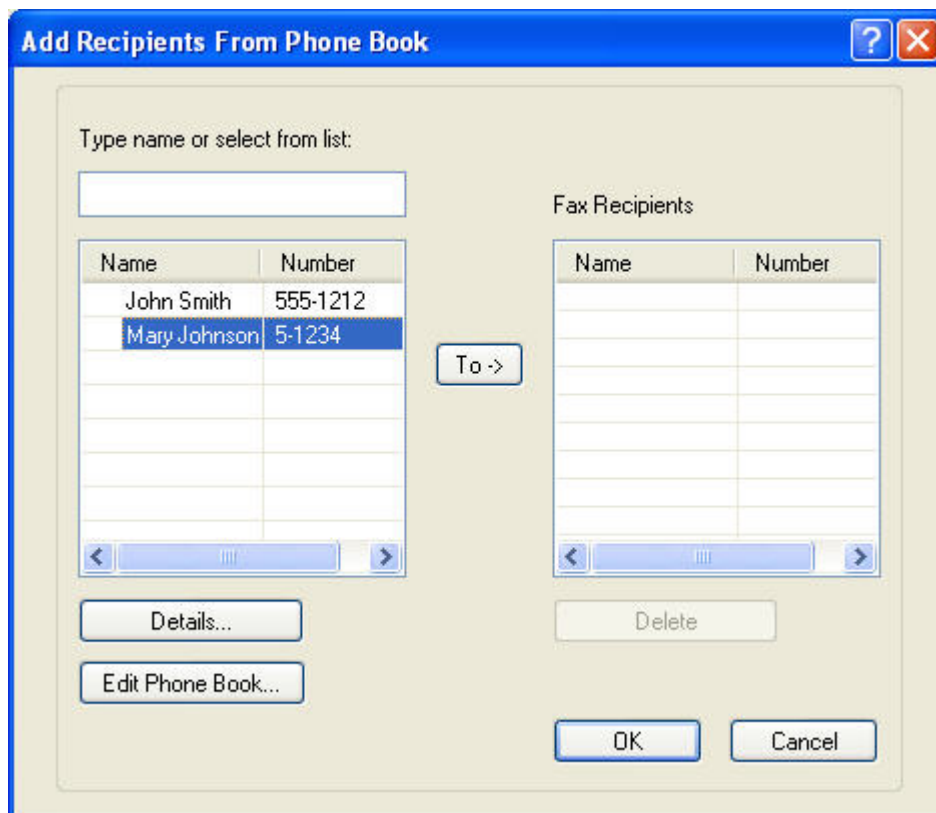 Add Recipients From Phone Book
Type name or select from list:
Fax Recipients
Name Number
John Smith 555-1212
Mary Johnson 5-1234
To ->
Name Number
Details...
Edit Phone Book...
Delete
OK Cancel